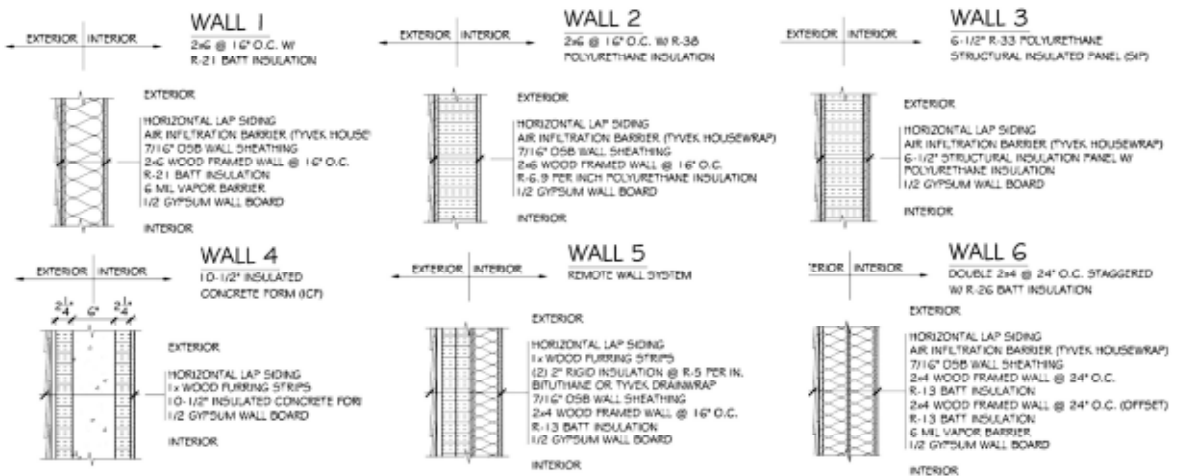 WALL 1
2x6 @ 16" O.C. W/
R-21 BATT INSULATION
EXTERIOR INTERIOR
EXTERIOR
HORIZONTAL LAP SIDING
AIR INFILTRATION BARRIER (TYVEK HOUSE
7/16" OSB WALL SHEATHING
2x6 WOOD FRAMED WALL @ 16" O.C.
R-21 BATT INSULATION
6 MIL VAPOR BARRIER
1/2 GYPSUM WALL BOARD
INTERIOR
WALL 2
2x6 @ 16" O.C. W/ R-38
POLYURETHANE INSULATION
EXTERIOR INTERIOR
EXTERIOR
HORIZONTAL LAP SIDING
AIR INFILTRATION BARRIER (TYVEK HOUSEWRAP)
7/16" OSB WALL SHEATHING
2x6 WOOD FRAMED WALL @ 16" O.C.
R-6.9 PER INCH POLYURETHANE INSULATION
1/2 GYPSUM WALL BOARD
INTERIOR
WALL 3
6-1/2" R-33 POLYURETHANE
STRUCTURAL INSULATED PANEL (SIP)
EXTERIOR INTERIOR
EXTERIOR
HORIZONTAL LAP SIDING
AIR INFILTRATION BARRIER (TYVEK HOUSEWRAP)
6-1/2" STRUCTURAL INSULATION PANEL W/
POLYURETHANE INSULATION
1/2 GYPSUM WALL BOARD
INTERIOR
WALL 4
10-1/2" INSULATED
CONCRETE FORM (ICF)
EXTERIOR INTERIOR
2 1/4" 6" 2 1/4"
EXTERIOR
HORIZONTAL LAP SIDING
1x WOOD FURRING STRIPS
10-1/2" INSULATED CONCRETE FORI
1/2 GYPSUM WALL BOARD
INTERIOR
WALL 5
REMOTE WALL SYSTEM
EXTERIOR INTERIOR
EXTERIOR
HORIZONTAL LAP SIDING
1x WOOD FURRING STRIPS
(2) 2" RIGID INSULATION @ R-5 PER IN.
BITUTHANE OR TYVEK DRAINWRAP
7/16" OSB WALL SHEATHING
2x4 WOOD FRAMED WALL @ 16" O.C.
R-13 BATT INSULATION
1/2 GYPSUM WALL BOARD
INTERIOR
WALL 6
DOUBLE 2x4 @ 24" O.C. STAGGERED
W/ R-26 BATT INSULATION
TERIOR INTERIOR
EXTERIOR
HORIZONTAL LAP SIDING
AIR INFILTRATION BARRIER (TYVEK HOUSEWRAP)
7/16" OSB WALL SHEATHING
2x4 WOOD FRAMED WALL @ 24" O.C.
R-13 BATT INSULATION
2x4 WOOD FRAMED WALL @ 24" O.C. (OFFSET)
R-13 BATT INSULATION
6 MIL VAPOR BARRIER
1/2 GYPSUM WALL BOARD
INTERIOR